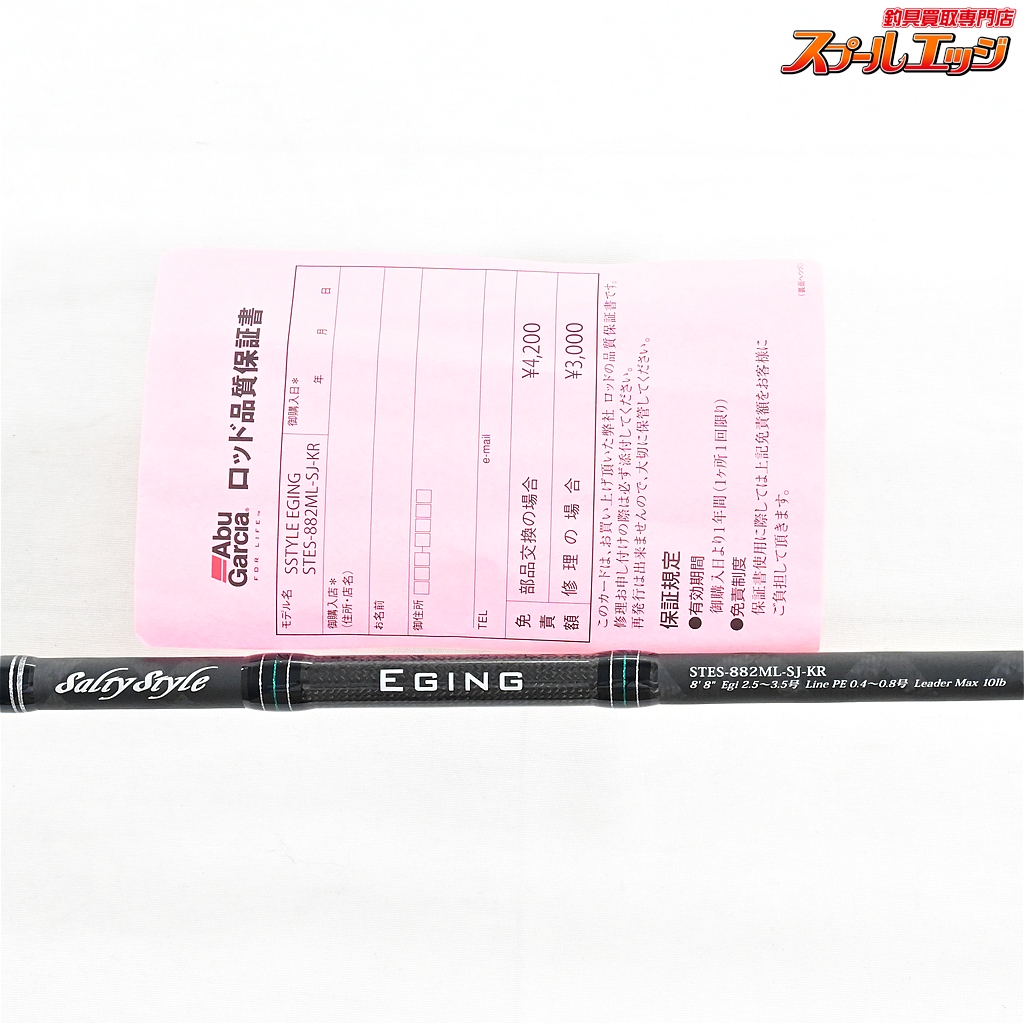 釣具買取専門店
スプールエッジ
Abu Garcia®
FOR LIFE™
ロッド品質保証書
モデル名 SSTYLE EGING STES-882ML-SJ-KR
御購入日* 年 月 日
御購入店*
(住所・店名)
お名前
御住所
TEL e-mail
免責額 部品交換の場合 ¥4,200
修理の場合 ¥3,000
このカードは、お買い上げ頂いた弊社 ロッドの品質保証書です。
修理お申し付けの際は必ず添付してください。
再発行は出来ませんので、大切に保管してください。
保証規定
●有効期間
御購入日より1年間(1ヶ所1回限り)
●免責制度
保証書使用に際しては上記免責額をお客様に
ご負担して頂きます。
(裏面へつづく)
Salty Style
EGING
STES-882ML-SJ-KR
8'8" Egi 2.5～3.5号 Line PE 0.4～0.8号 Leader Max 10lb